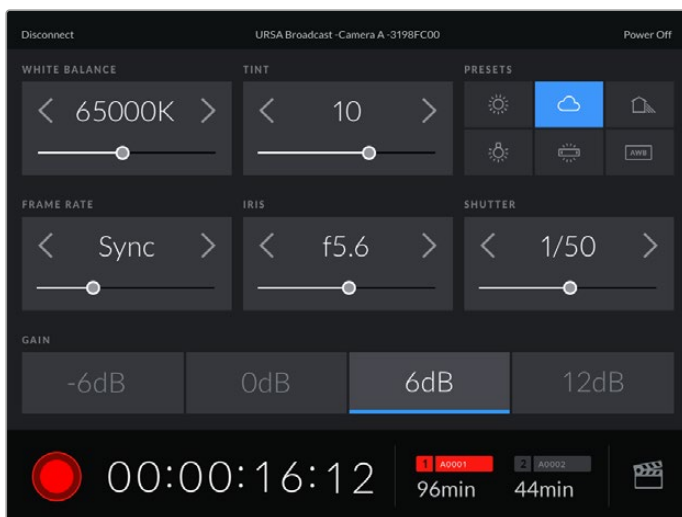 Disconnect URSA Broadcast -Camera A -3198FC00 Power Off
WHITE BALANCE TINT PRESETS
65000K 10
AWB
FRAME RATE IRIS SHUTTER
Sync f5.6 1/50
GAIN
-6dB 0dB 6dB 12dB
00:00:16:12
1 A0001 2 A0002
96min 44min